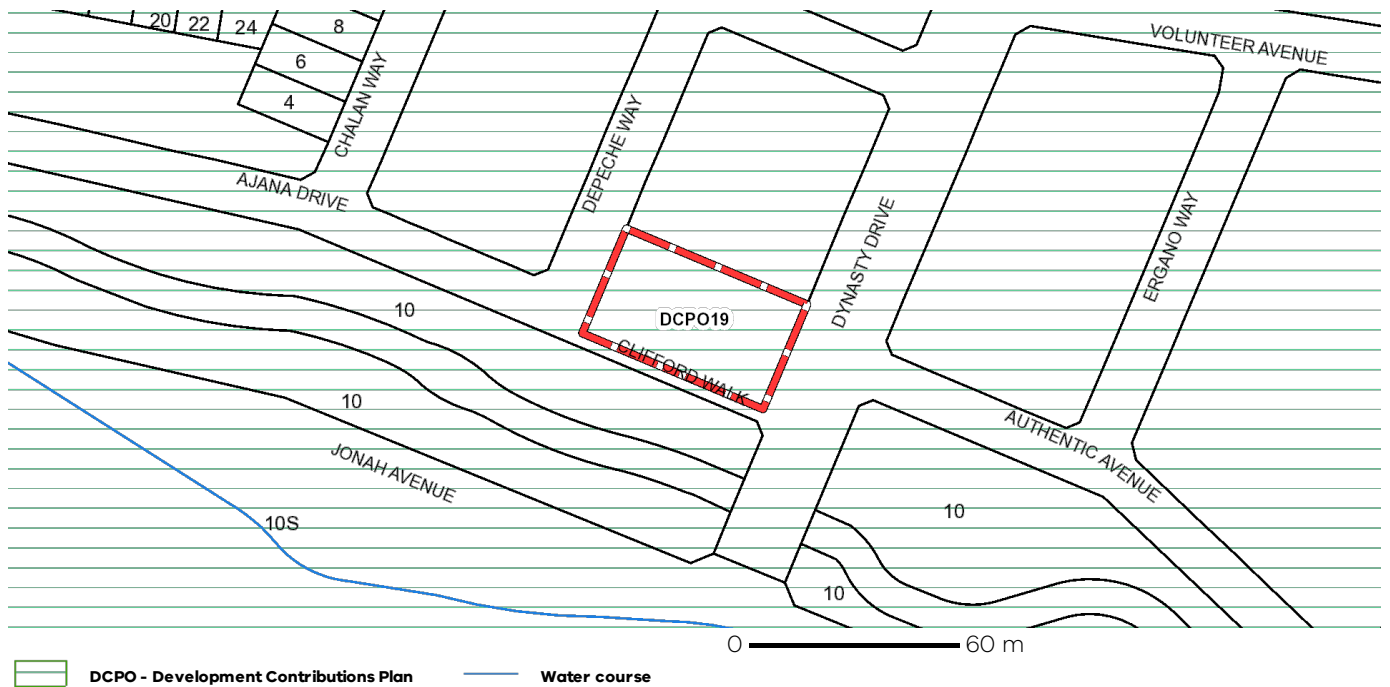 20
22
24
8
6
4
CHALAN WAY
AJANA DRIVE
DEPECHE WAY
VOLUNTEER AVENUE
DYNASTY DRIVE
ERGANO WAY
DCPO19
CLIFFORD WALK
AUTHENTIC AVENUE
10
10
JONAH AVENUE
10S
10
10
0 60 m
DCPO - Development Contributions Plan
Water course